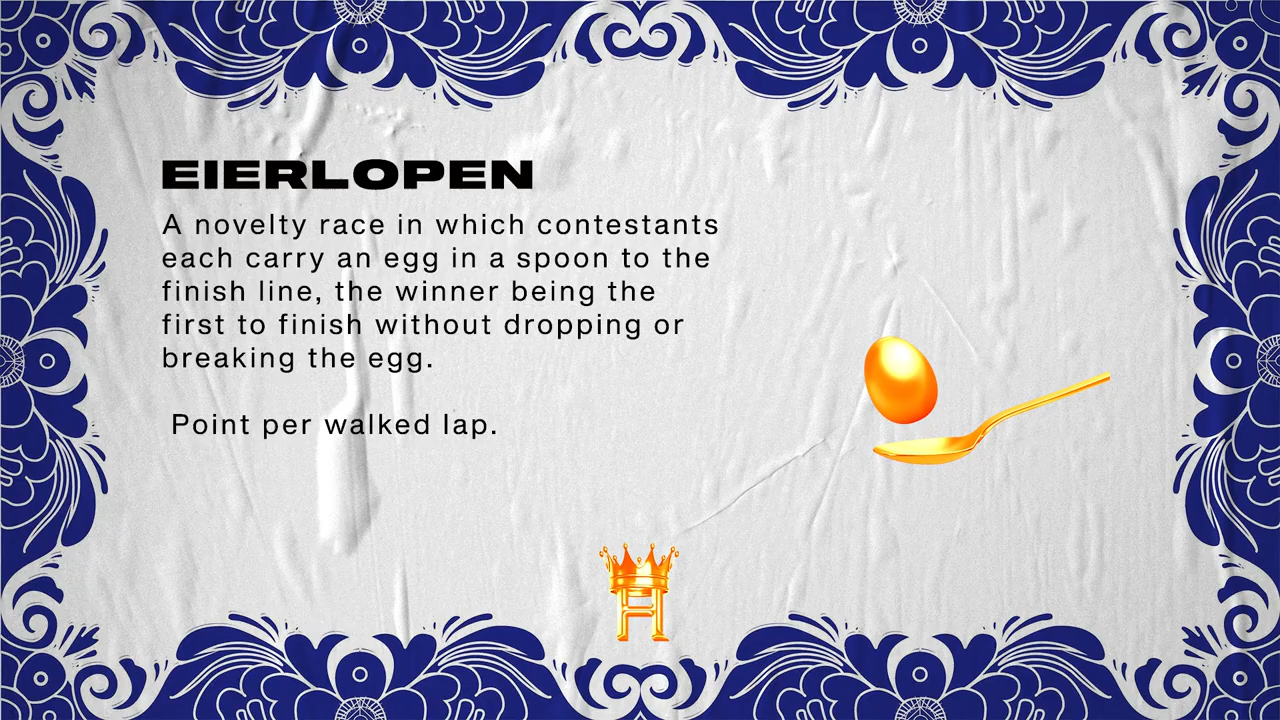 EIERLOPEN
A novelty race in which contestants
each carry an egg in a spoon to the
finish line, the winner being the
first to finish without dropping or
breaking the egg.
Point per walked lap.
H